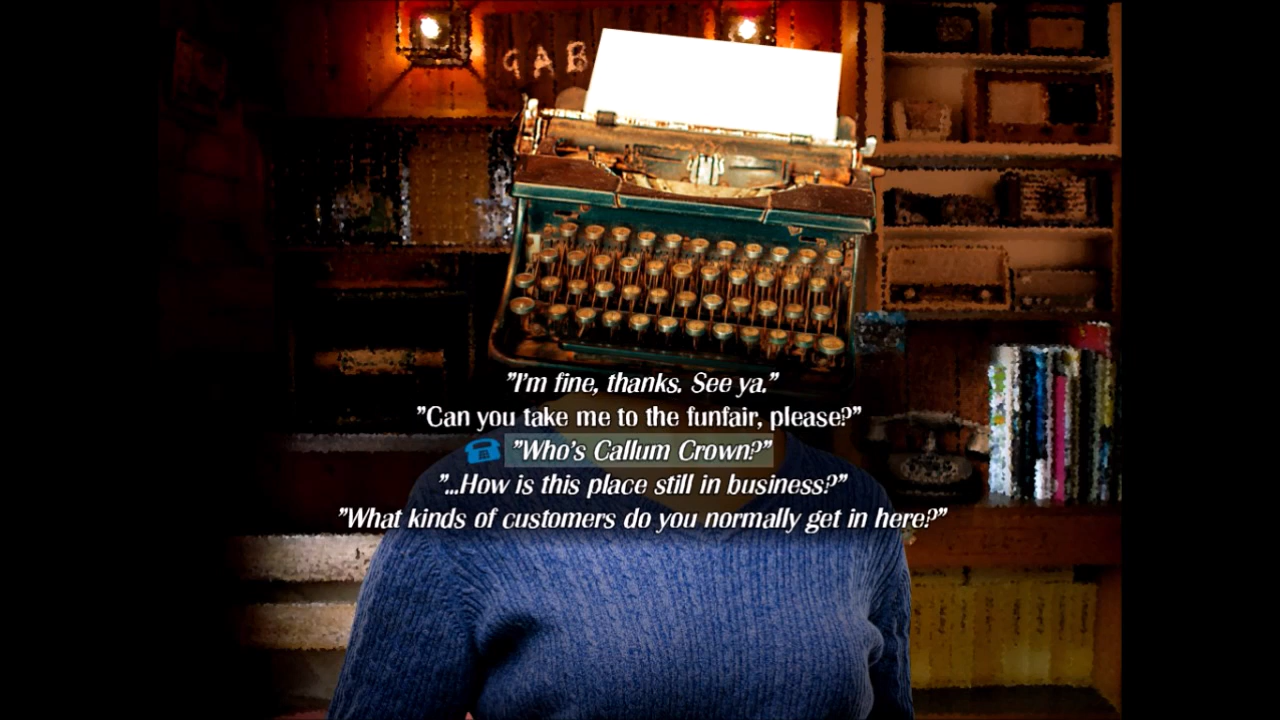 GAB
”I'm fine, thanks. See ya.”
”Can you take me to the funfair, please?”
”Who's Callum Crown?”
”...How is this place still in business?”
”What kinds of customers do you normally get in here?”